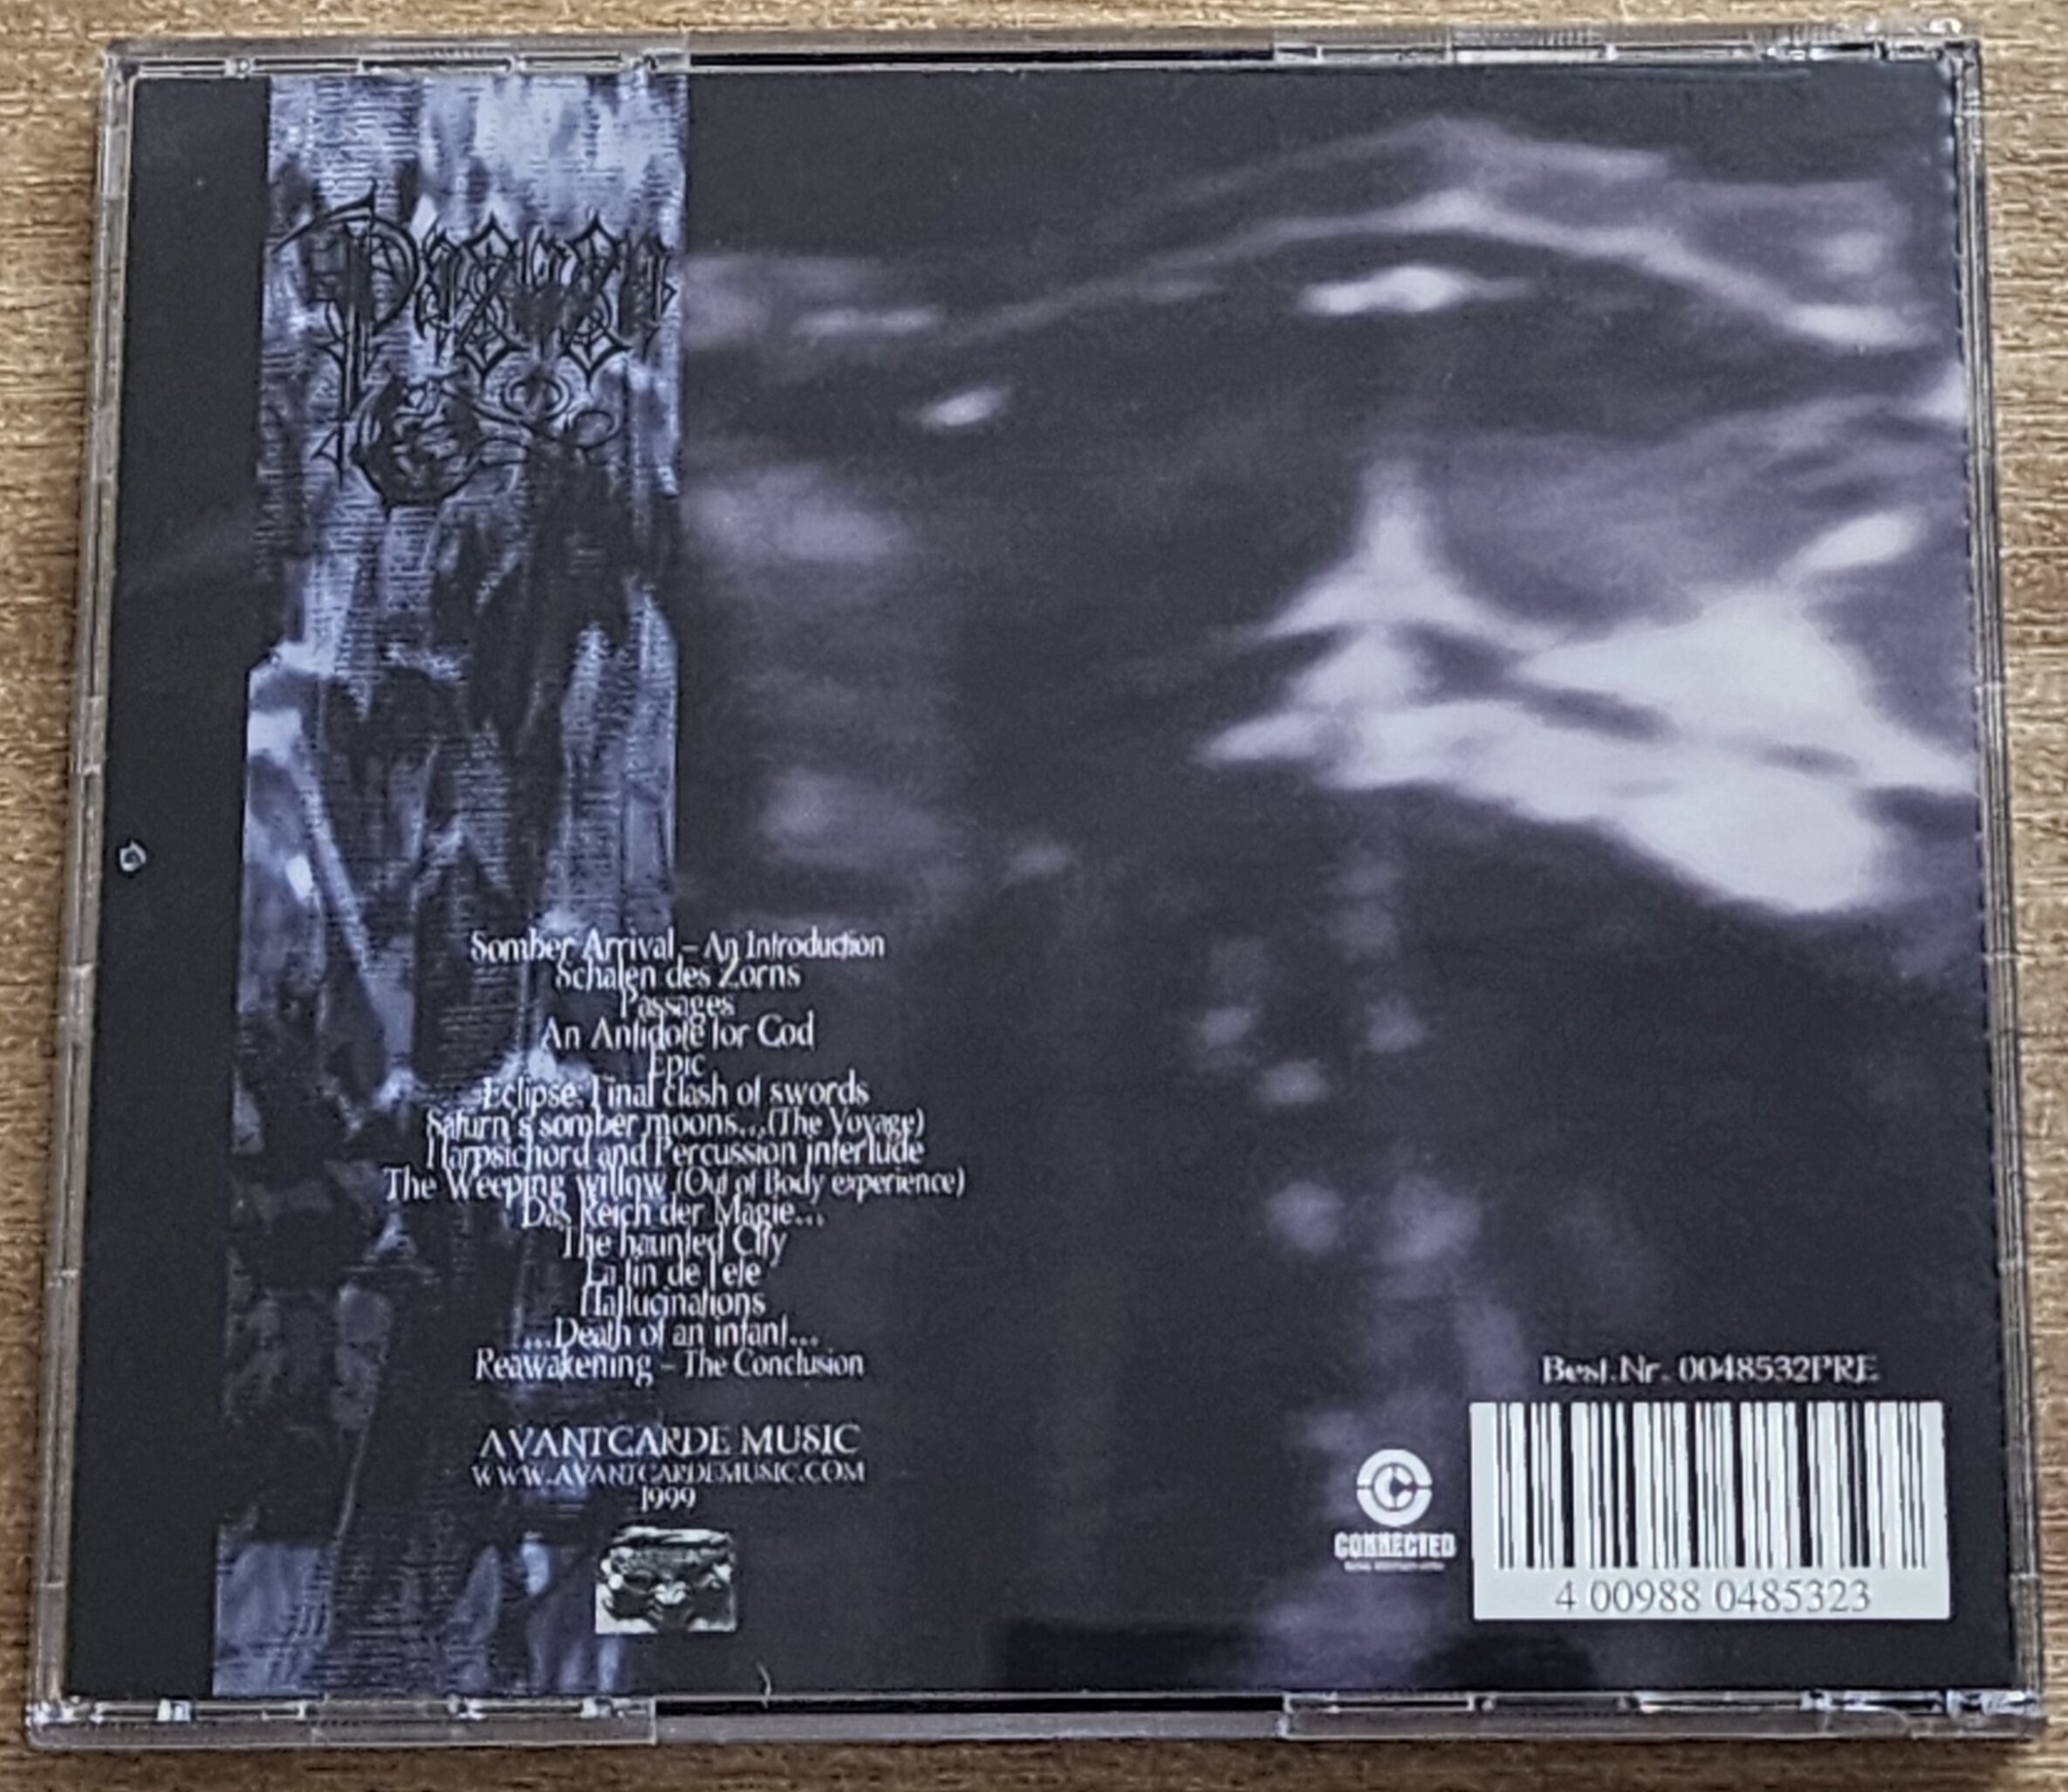 Somber Arrival – An Introduction
Schalen des Zorns
Passages
An Antidote for God
Epic
Eclipse: Final clash of swords
Saturn's somber moons...(The Voyage)
Harpsichord and Percussion interlude
The Weeping willow (Out of Body experience)
Das Reich der Magie...
The haunted City
La fin de l'ete
Hallucinations
...Death of an infant...
Reawakening – The Conclusion
AVANTGARDE MUSIC
WWW.AVANTGARDEMUSIC.COM
1999
Best.Nr. 0048532PRE
CONNECTED
4 00988 0485323